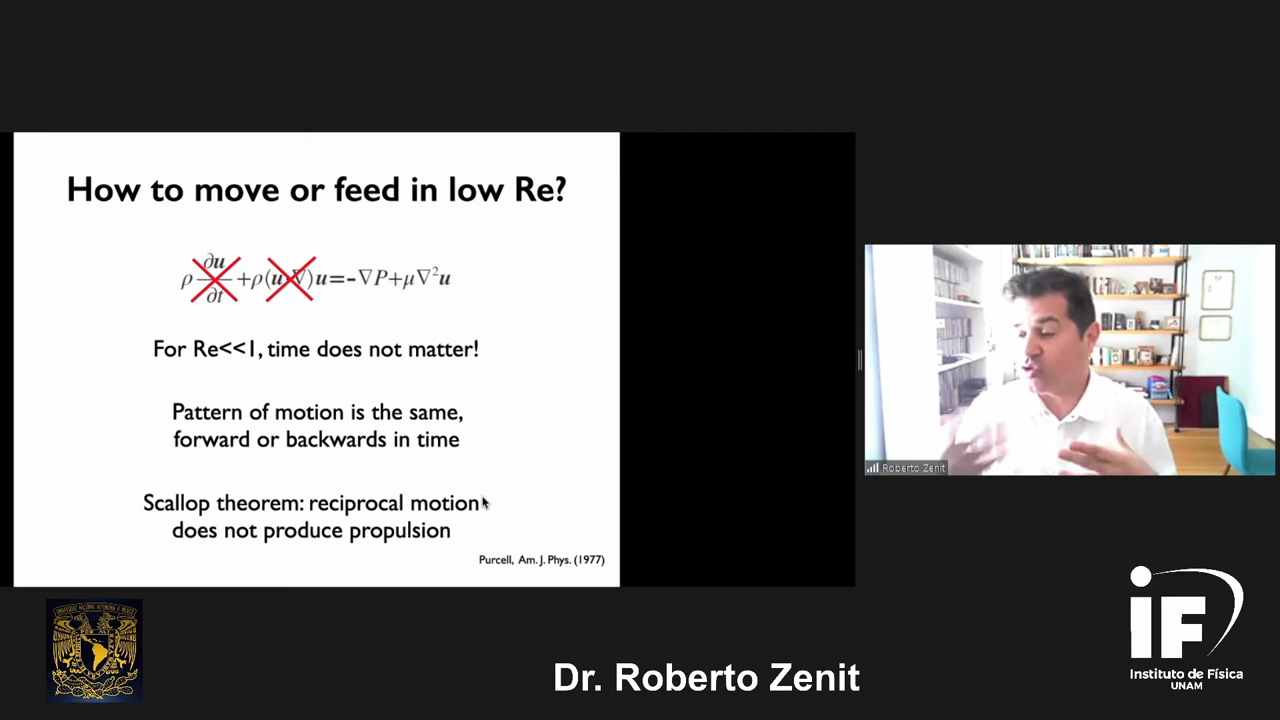 How to move or feed in low Re?
ρ ∂u/∂t +ρ(u·∇)u=-∇P+μ∇²u
For Re<<1, time does not matter!
Pattern of motion is the same,
forward or backwards in time
Scallop theorem: reciprocal motion
does not produce propulsion
Purcell, Am. J. Phys. (1977)
Roberto Zenit
Dr. Roberto Zenit
IF
Instituto de Física
UNAM